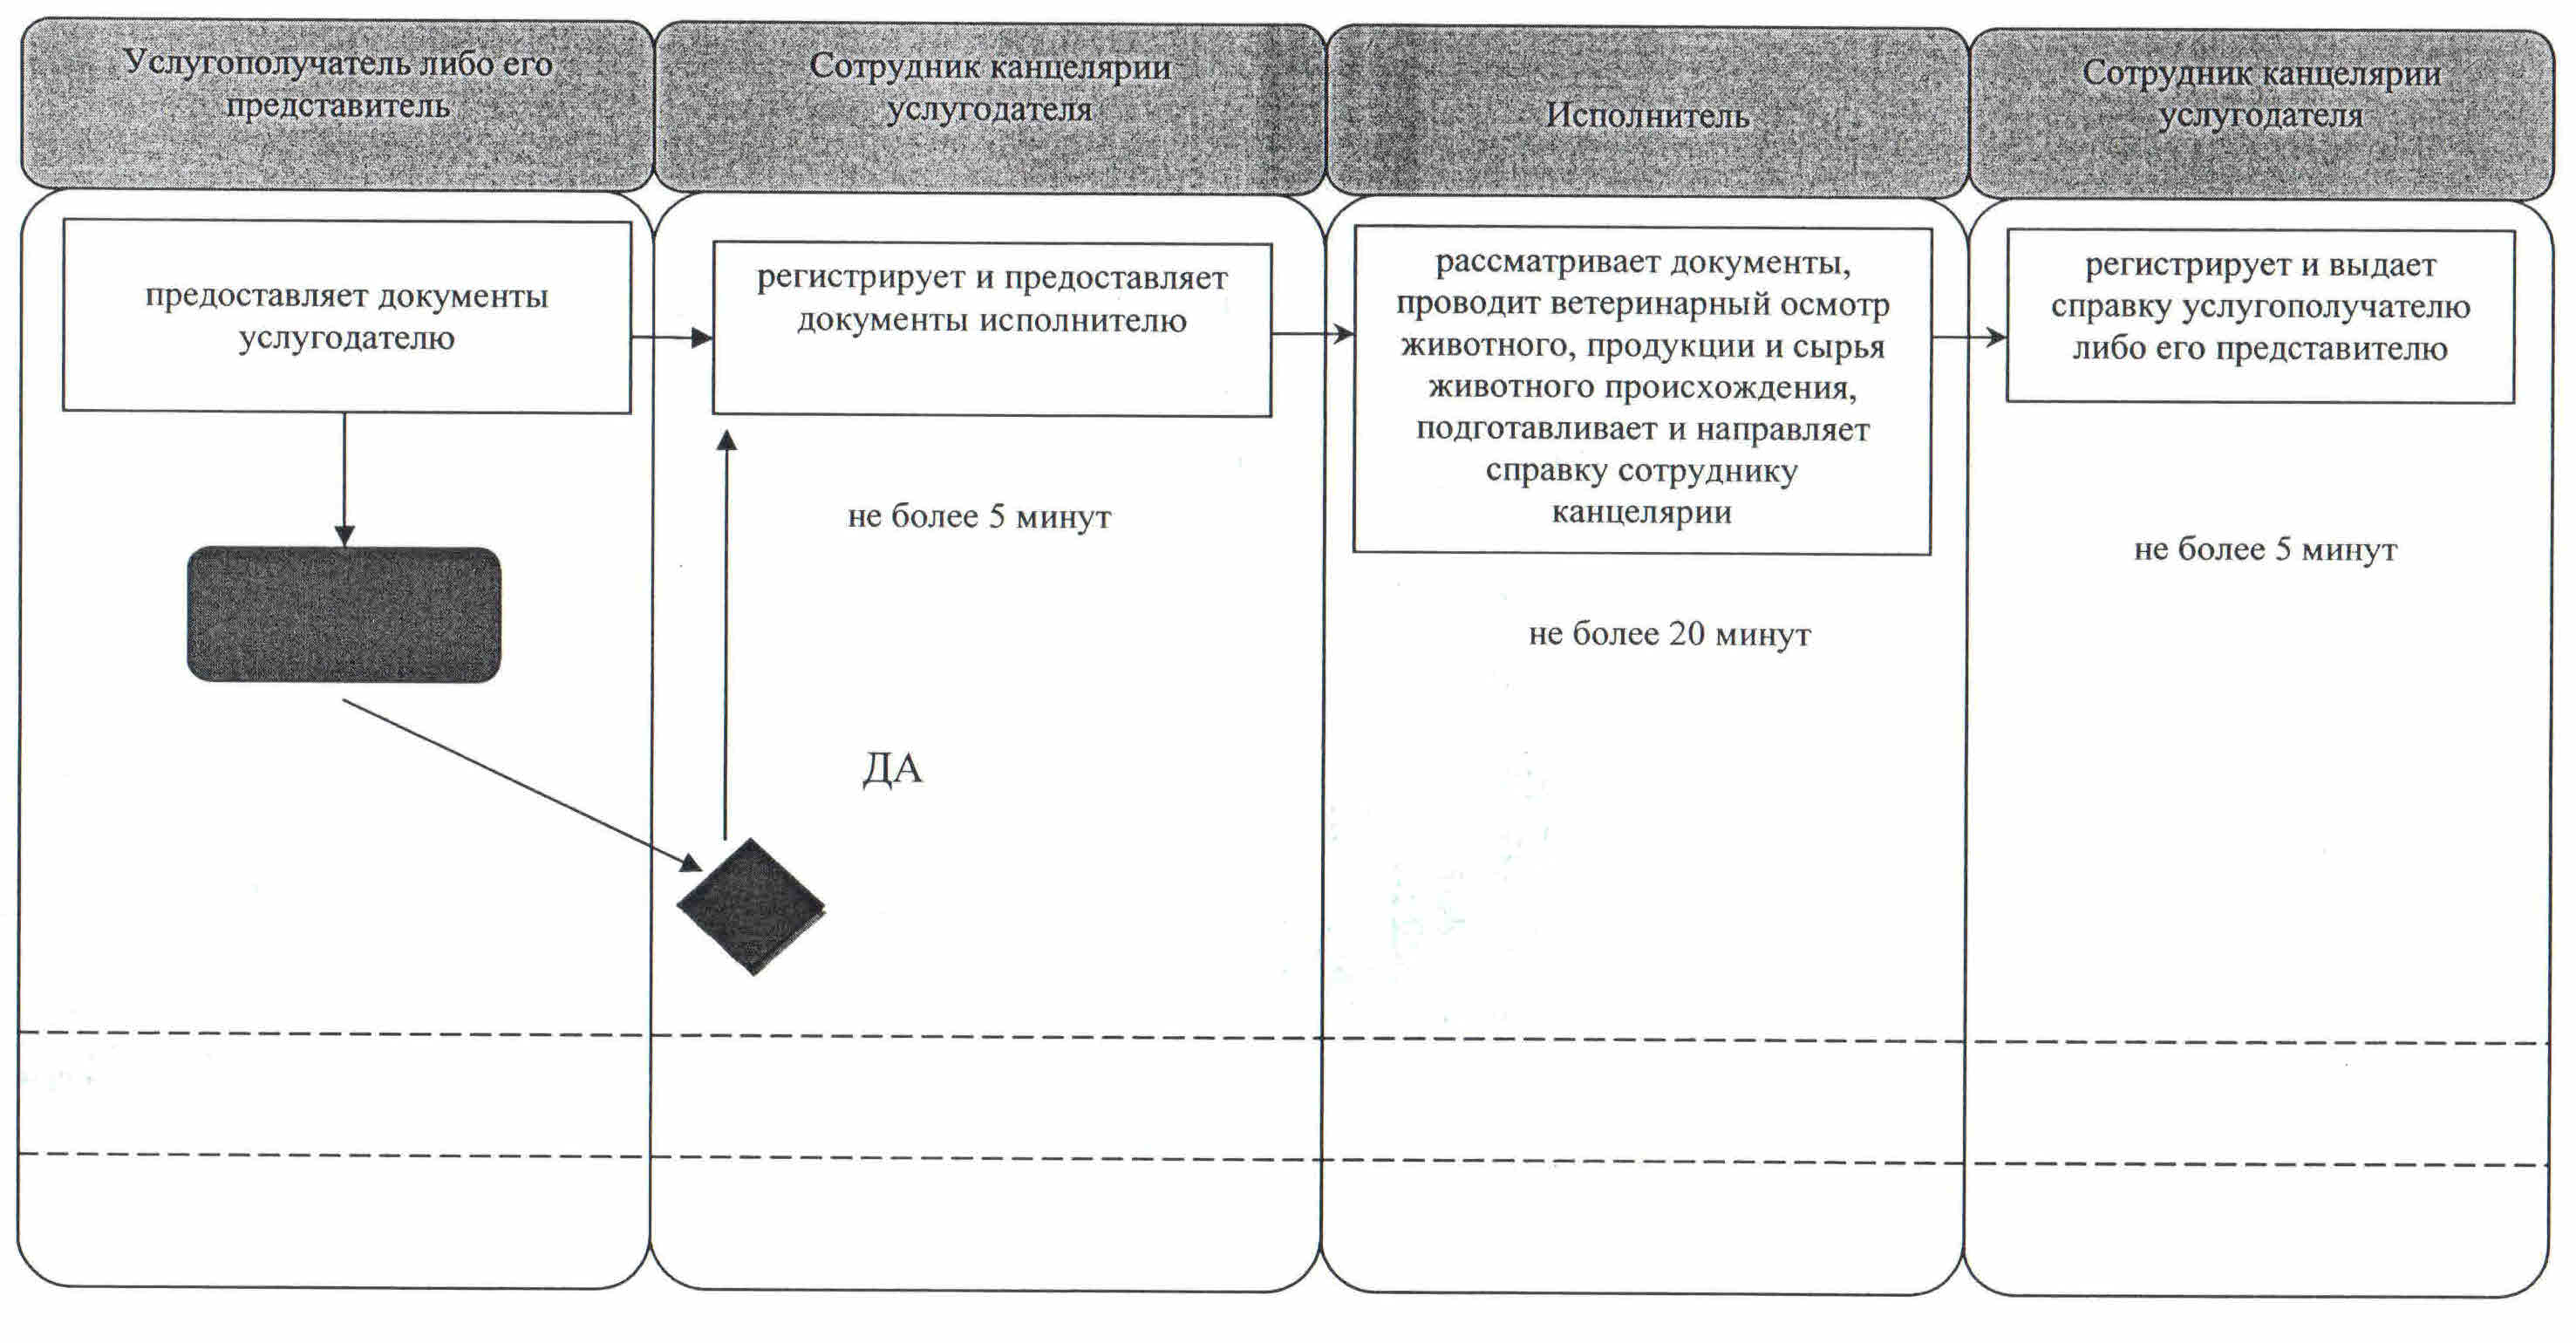 Услугополучатель либо его
представитель
Сотрудник канцелярии
услугодателя
Исполнитель
Сотрудник канцелярии
услугодателя
предоставляет документы
услугодателю
регистрирует и предоставляет
документы исполнителю
не более 5 минут
ДА
рассматривает документы,
проводит ветеринарный осмотр
животного, продукции и сырья
животного происхождения,
подготавливает и направляет
справку сотруднику
канцелярии
не более 20 минут
регистрирует и выдает
справку услугополучателю
либо его представителю
не более 5 минут